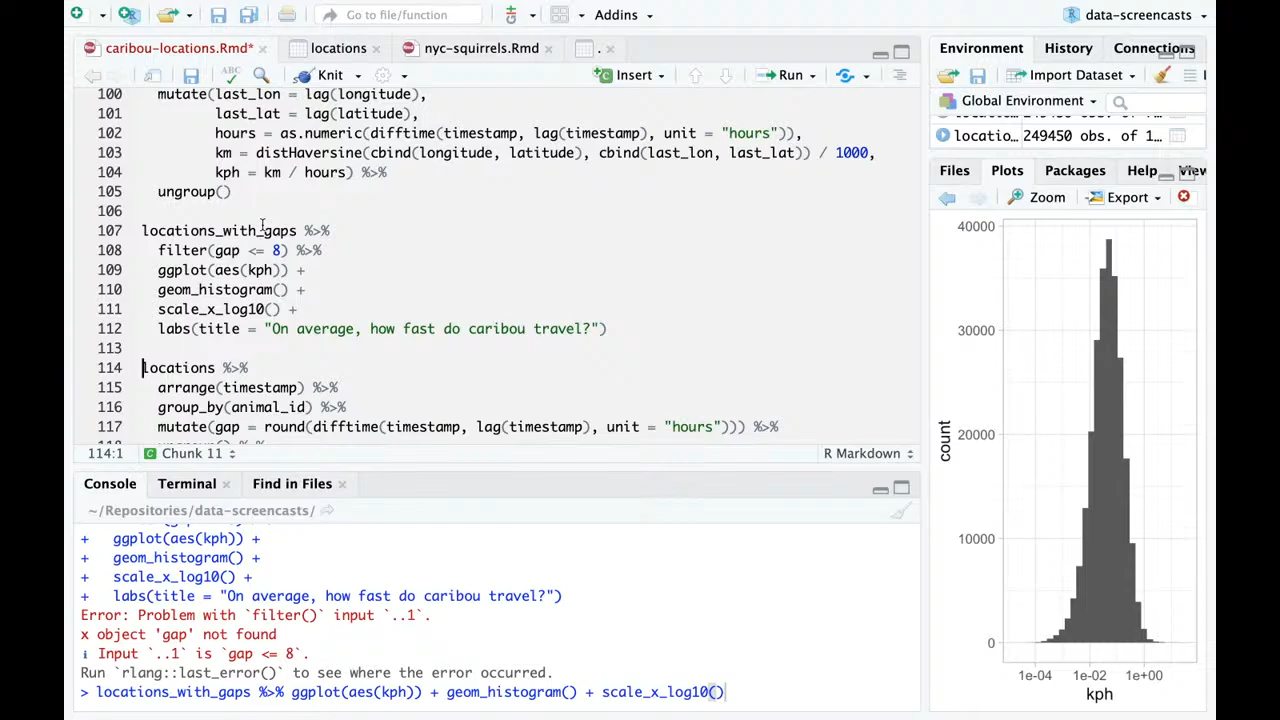 Go to file/function
Addins
data-screencasts
caribou-locations.Rmd*
locations
nyc-squirrels.Rmd
.
ABC
Knit
Insert
Run
100 mutate(last_lon = lag(longitude),
101 last_lat = lag(latitude),
102 hours = as.numeric(difftime(timestamp, lag(timestamp), unit = "hours")),
103 km = distHaversine(cbind(longitude, latitude), cbind(last_lon, last_lat)) / 1000,
104 kph = km / hours) %>%
105 ungroup()
106
107 locations_with_gaps %>%
108 filter(gap <= 8) %>%
109 ggplot(aes(kph)) +
110 geom_histogram() +
111 scale_x_log10() +
112 labs(title = "On average, how fast do caribou travel?")
113
114 locations %>%
115 arrange(timestamp) %>%
116 group_by(animal_id) %>%
117 mutate(gap = round(difftime(timestamp, lag(timestamp), unit = "hours"))) %>%
114:1
Chunk 11
R Markdown
Console
Terminal
Find in Files
~/Repositories/data-screencasts/
+ ggplot(aes(kph)) +
+ geom_histogram() +
+ scale_x_log10() +
+ labs(title = "On average, how fast do caribou travel?")
Error: Problem with `filter()` input `..1`.
x object 'gap' not found
i Input `..1` is `gap <= 8`.
Run `rlang::last_error()` to see where the error occurred.
> locations_with_gaps %>% ggplot(aes(kph)) + geom_histogram() + scale_x_log10()
Environment
History
Connections
Import Dataset
Global Environment
locatio… 249450 obs. of 1…
Files
Plots
Packages
Help
View
Zoom
Export
40000
30000
20000
10000
0
count
1e-04
1e-02
1e+00
kph